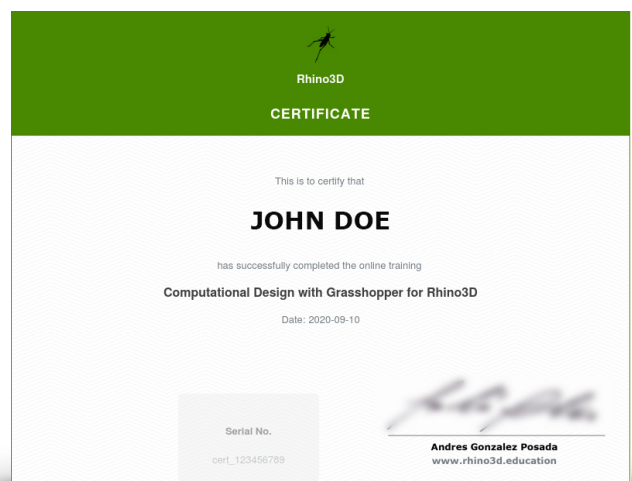 Rhino3D
CERTIFICATE
This is to certify that
JOHN DOE
has successfully completed the online training
Computational Design with Grasshopper for Rhino3D
Date: 2020-09-10
Serial No.
cert_123456789
Andres Gonzalez Posada
www.rhino3d.education